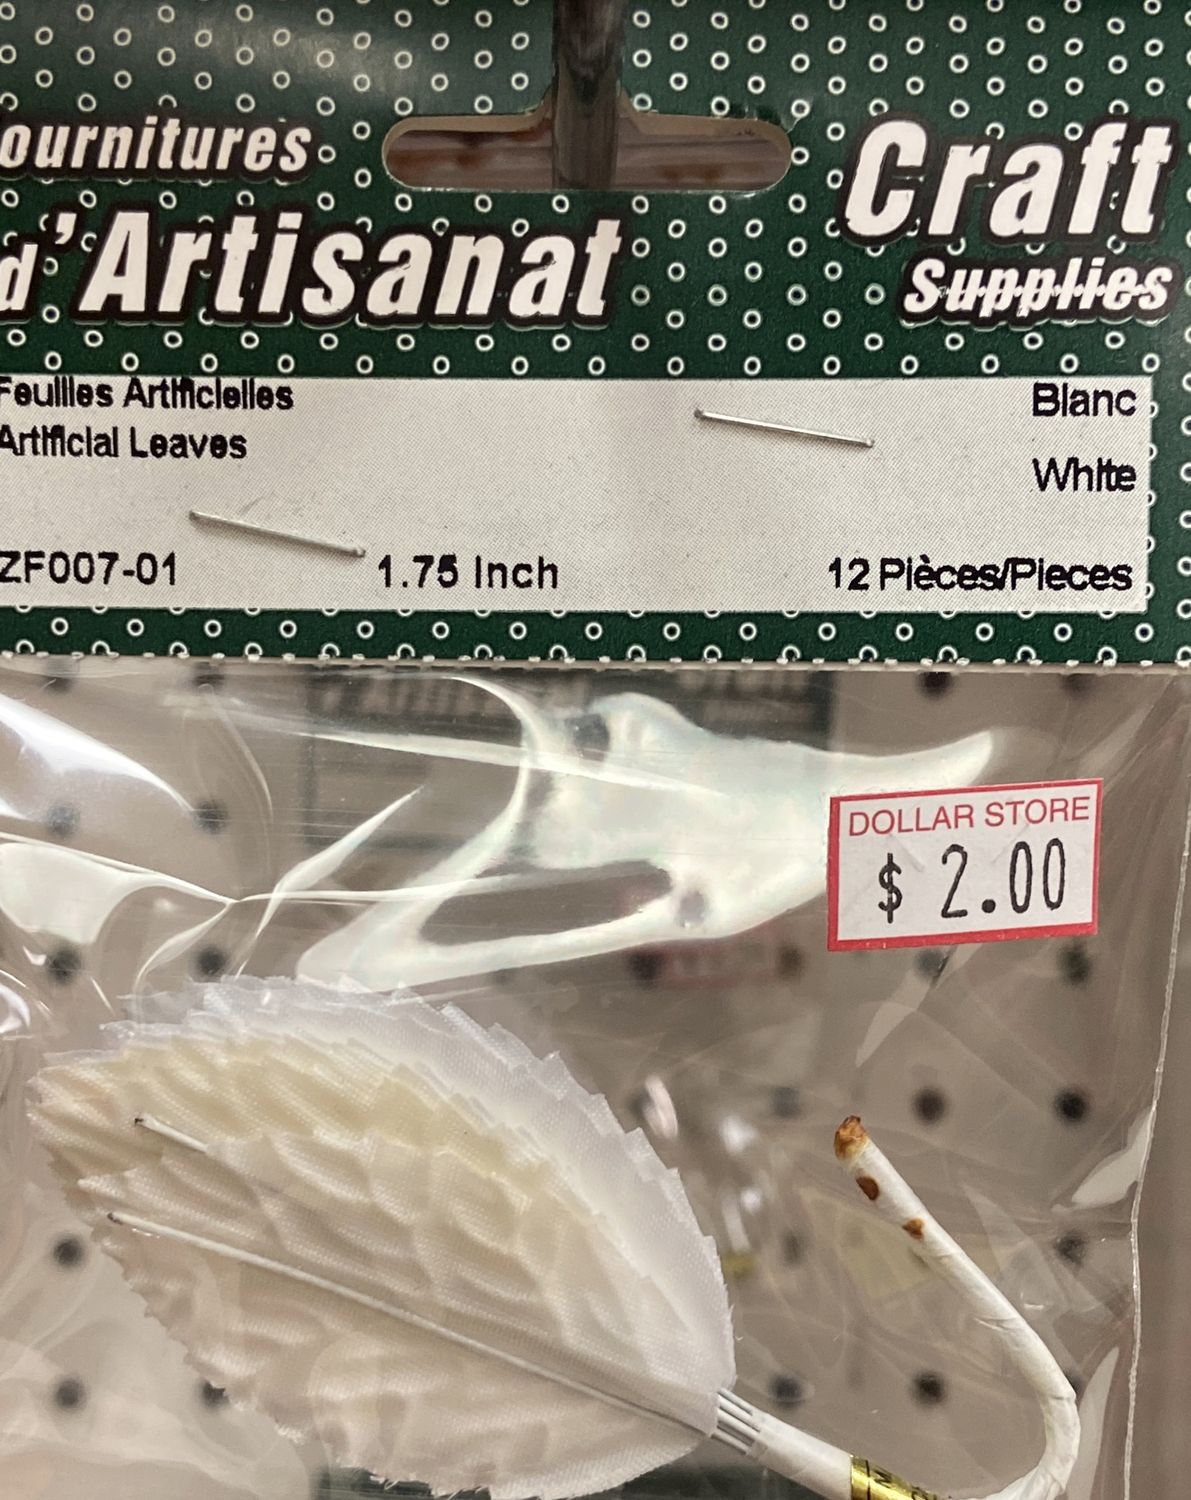 ournitures
d'Artisanat
Craft
Supplies
Feuilles Artificielles
Artificial Leaves
Blanc
White
ZF007-01
1.75 Inch
12 Pièces/Pieces
DOLLAR STORE
$ 2.00